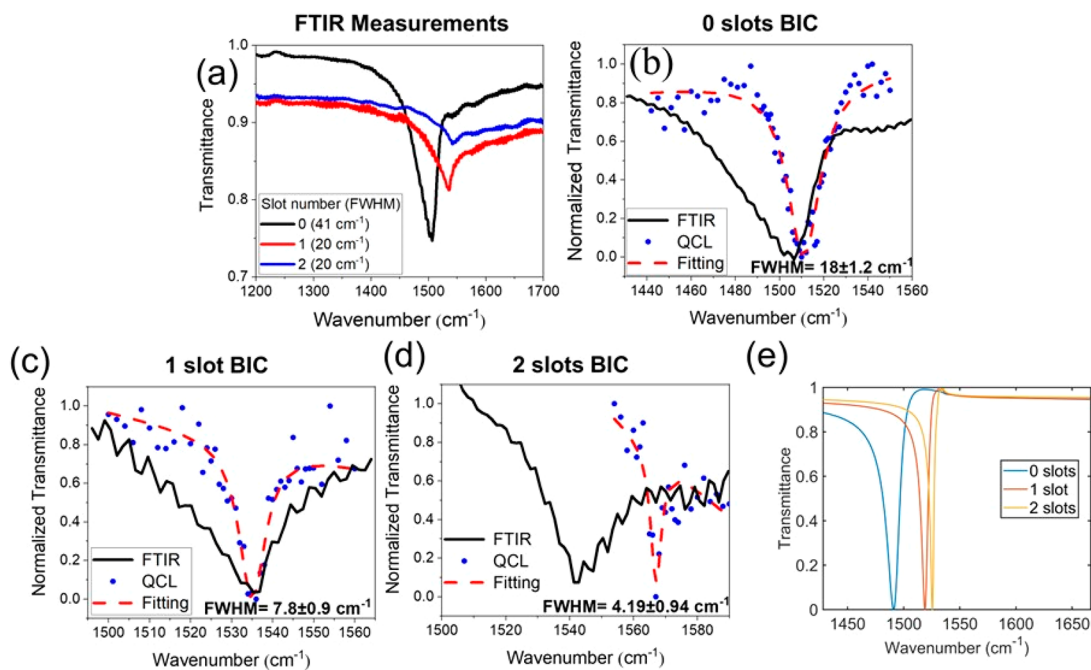 FTIR Measurements
(a)
Transmittance
1.0
0.9
0.8
0.7
Slot number (FWHM)
0 (41 cm⁻¹)
1 (20 cm⁻¹)
2 (20 cm⁻¹)
1200 1300 1400 1500 1600 1700
Wavenumber (cm⁻¹)
0 slots BIC
(b)
Normalized Transmittance
1.0
0.8
0.6
0.4
0.2
0.0
FTIR
QCL
Fitting
FWHM= 18±1.2 cm⁻¹
1440 1460 1480 1500 1520 1540 1560
Wavenumber (cm⁻¹)
(c)
1 slot BIC
Normalized Transmittance
1.0
0.8
0.6
0.4
0.2
0.0
FTIR
QCL
Fitting
FWHM= 7.8±0.9 cm⁻¹
1500 1510 1520 1530 1540 1550 1560
Wavenumber (cm⁻¹)
(d)
2 slots BIC
Normalized Transmittance
1.0
0.8
0.6
0.4
0.2
0.0
FTIR
QCL
Fitting
FWHM= 4.19±0.94 cm⁻¹
1500 1520 1540 1560 1580
Wavenumber (cm⁻¹)
(e)
Transmittance
1
0.8
0.6
0.4
0.2
0
0 slots
1 slot
2 slots
1450 1500 1550 1600 1650
Wavenumber (cm⁻¹)